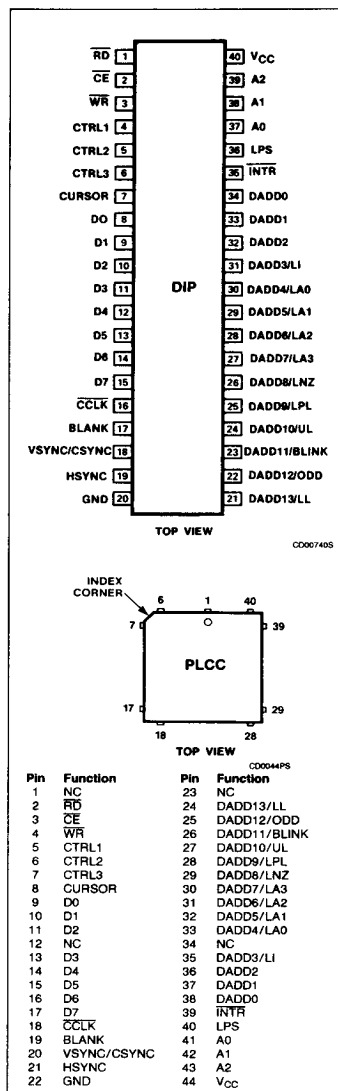 RD 1 40 VCC
CE 2 39 A2
WR 3 38 A1
CTRL1 4 37 A0
CTRL2 5 36 LPS
CTRL3 6 35 INTR
CURSOR 7 34 DADD0
DO 8 33 DADD1
D1 9 32 DADD2
D2 10 31 DADD3/LI
D3 11 30 DADD4/LA0
D4 12 29 DADD5/LA1
D5 13 28 DADD6/LA2
D6 14 27 DADD7/LA3
D7 15 26 DADD8/LNZ
CCLK 16 25 DADD9/LPL
BLANK 17 24 DADD10/UL
VSYNC/CSYNC 18 23 DADD11/BLINK
HSYNC 19 22 DADD12/ODD
GND 20 21 DADD13/LL
DIP
TOP VIEW
CD00740S
INDEX
CORNER
6 1 40
7 39
PLCC
17 29
18 28
TOP VIEW
CD0044PS
Pin Function Pin Function
1 NC 23 NC
2 RD 24 DADD13/LL
3 CE 25 DADD12/ODD
4 WR 26 DADD11/BLINK
5 CTRL1 27 DADD10/UL
6 CTRL2 28 DADD9/LPL
7 CTRL3 29 DADD8/LNZ
8 CURSOR 30 DADD7/LA3
9 D0 31 DADD6/LA2
10 D1 32 DADD5/LA1
11 D2 33 DADD4/LA0
12 NC 34 NC
13 D3 35 DADD3/LI
14 D4 36 DADD2
15 D5 37 DADD1
16 D6 38 DADD0
17 D7 39 INTR
18 CCLK 40 LPS
19 BLANK 41 A0
20 VSYNC/CSYNC 42 A1
21 HSYNC 43 A2
22 GND 44 VCC